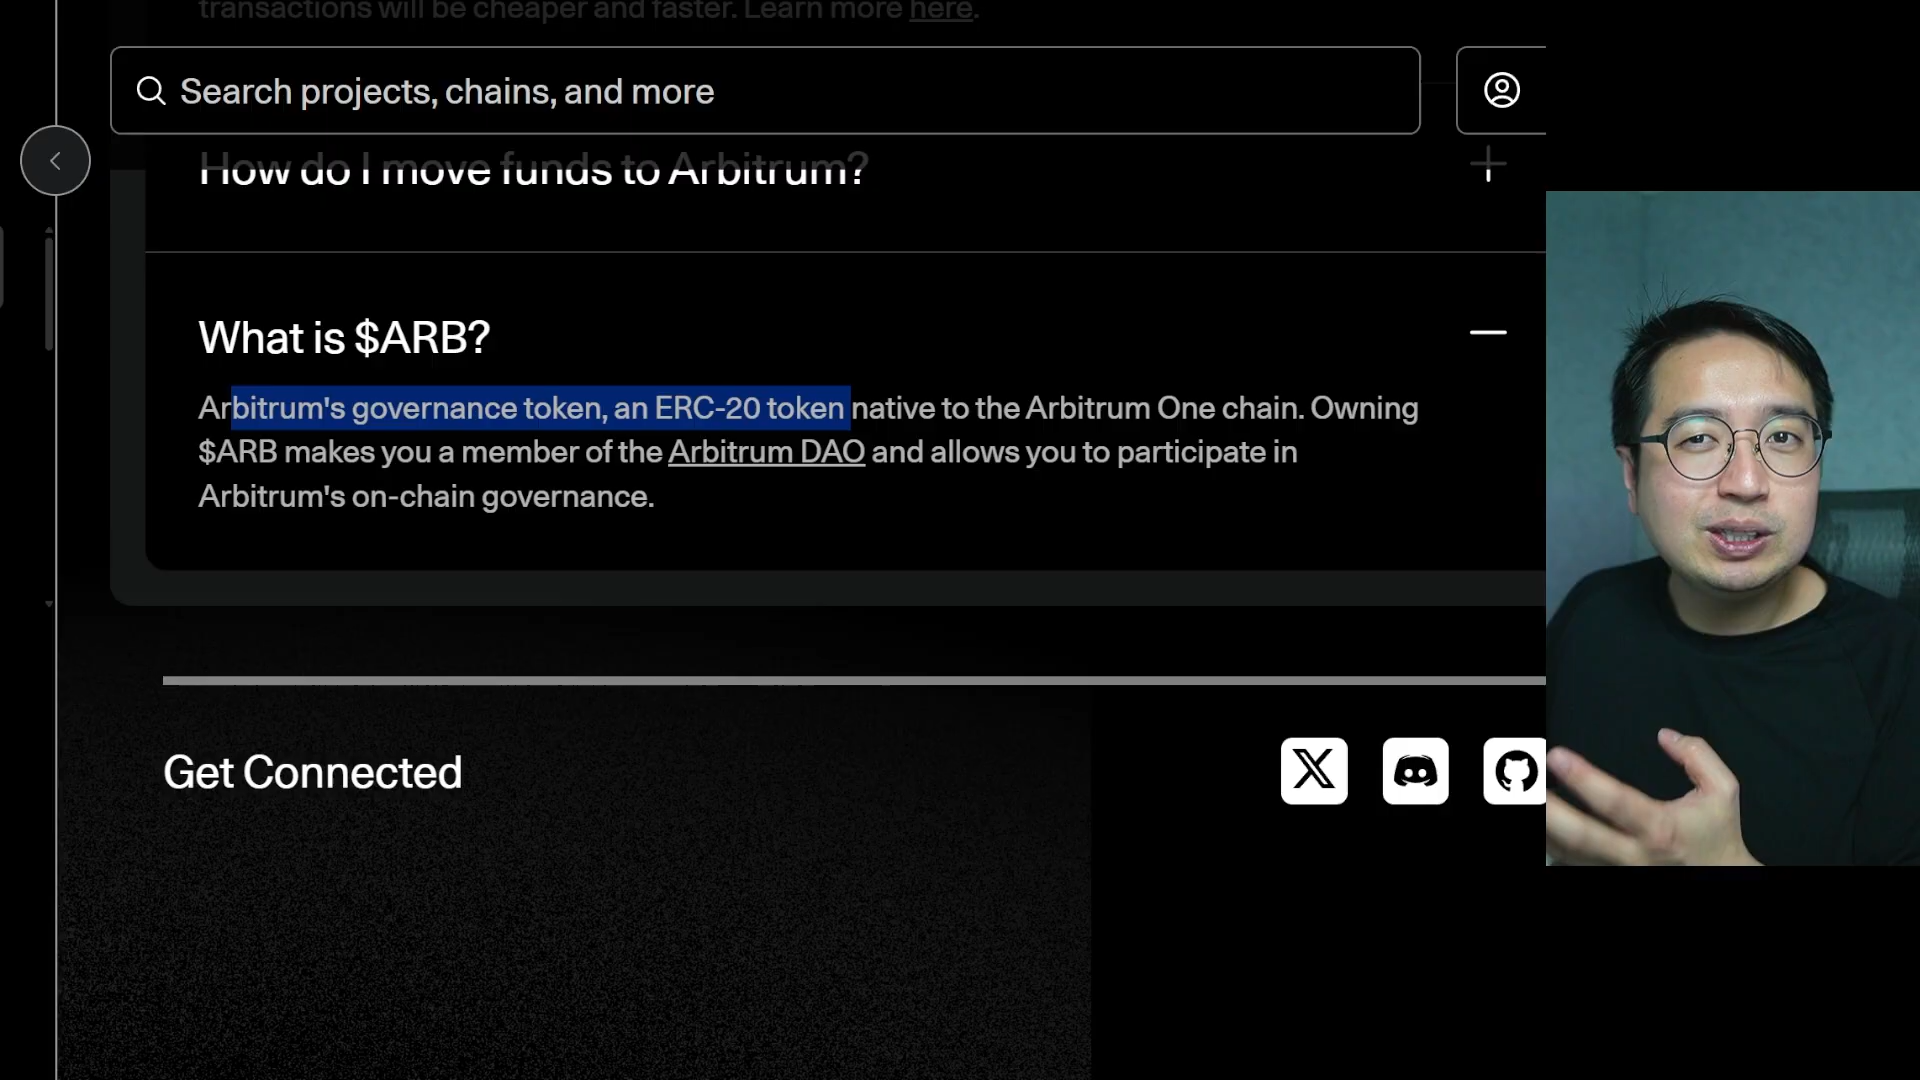 transactions will be cheaper and faster. Learn more here.
Search projects, chains, and more
How do I move funds to Arbitrum?
What is $ARB?
Arbitrum's governance token, an ERC-20 token native to the Arbitrum One chain. Owning
$ARB makes you a member of the Arbitrum DAO and allows you to participate in
Arbitrum's on-chain governance.
Get Connected